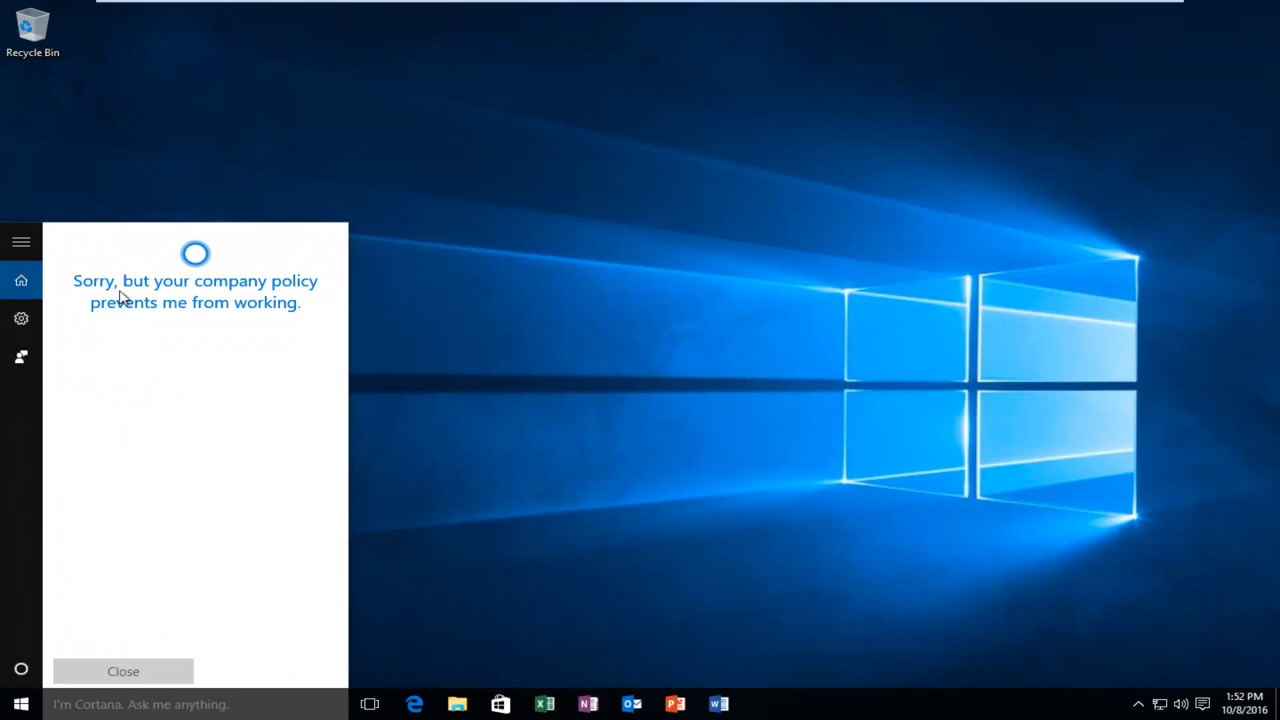 Recycle Bin
Sorry, but your company policy
prevents me from working.
Close
I'm Cortana. Ask me anything.
1:52 PM
10/8/2016